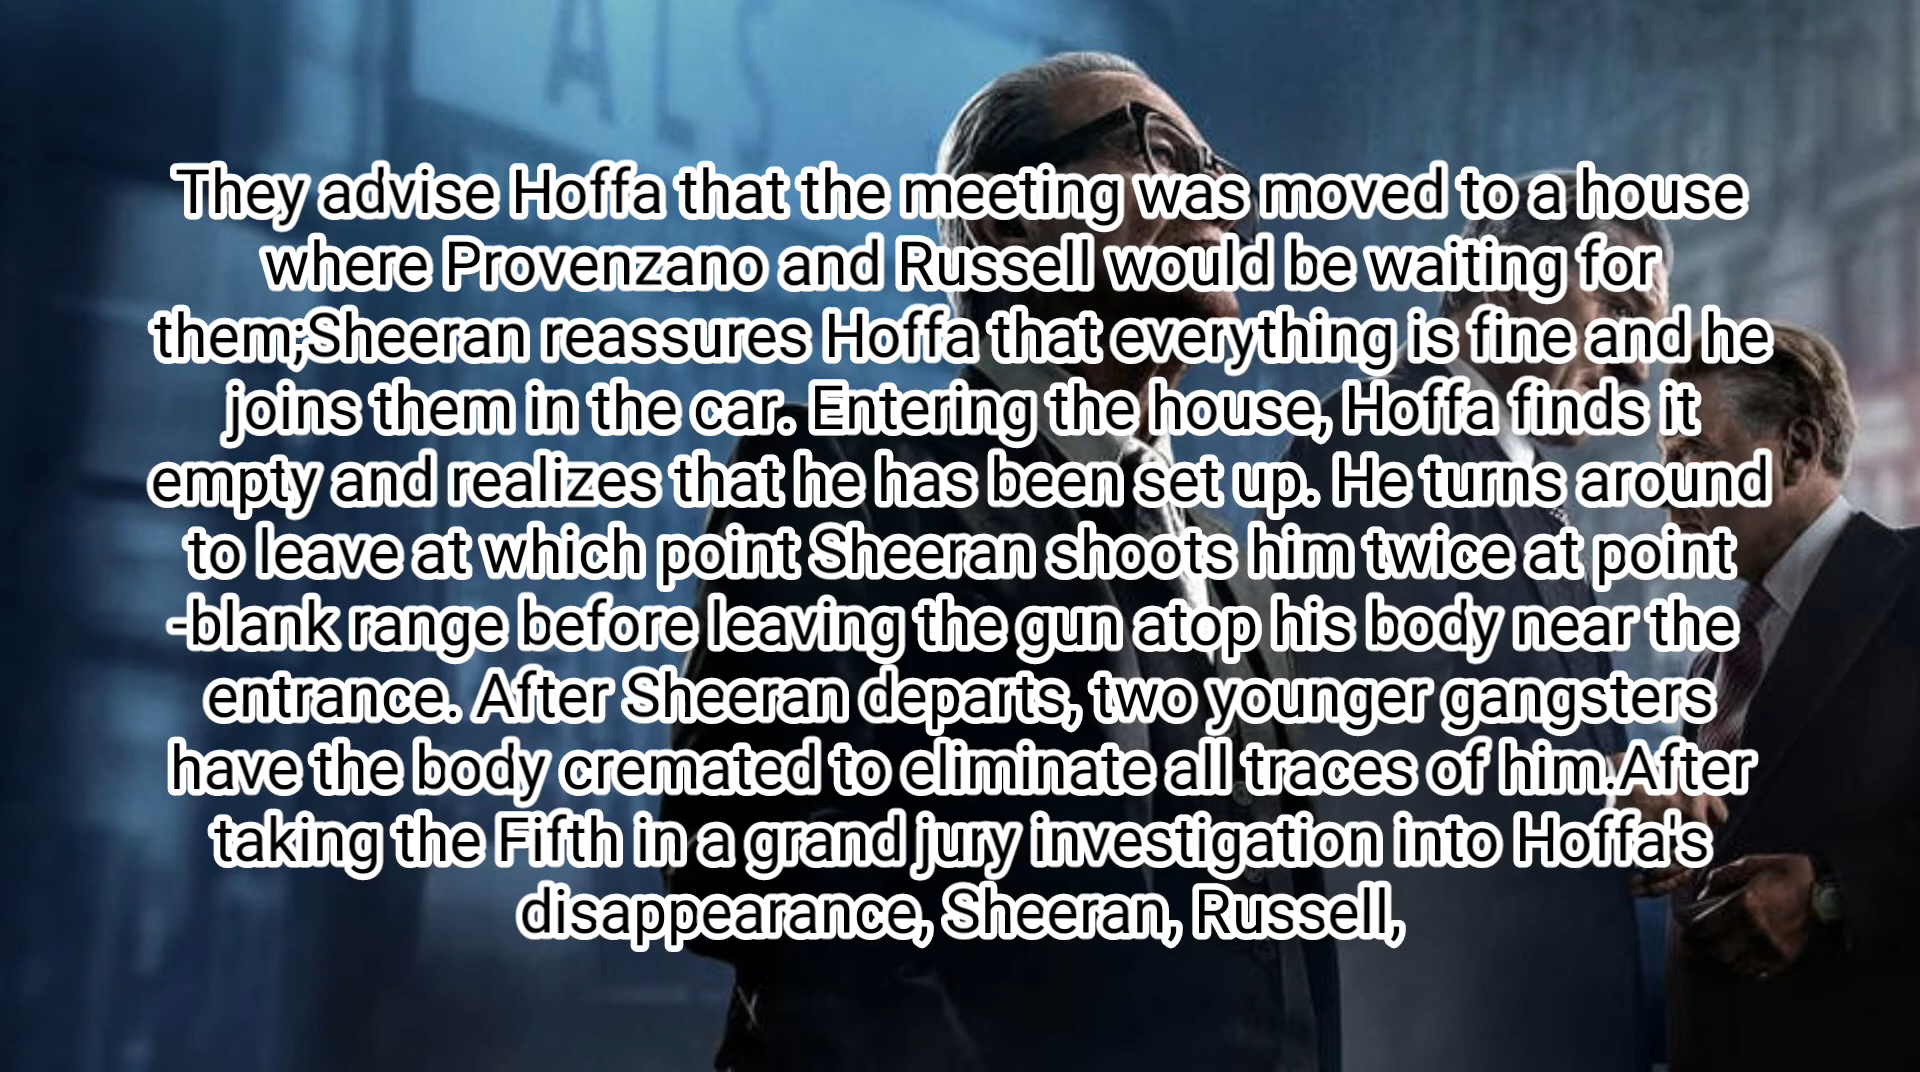 ALS
They advise Hoffa that the meeting was moved to a house
where Provenzano and Russell would be waiting for
them;Sheeran reassures Hoffa that everything is fine and he
joins them in the car. Entering the house, Hoffa finds it
empty and realizes that he has been set up. He turns around
to leave at which point Sheeran shoots him twice at point
-blank range before leaving the gun atop his body near the
entrance. After Sheeran departs, two younger gangsters
have the body cremated to eliminate all traces of him.After
taking the Fifth in a grand jury investigation into Hoffa's
disappearance, Sheeran, Russell,